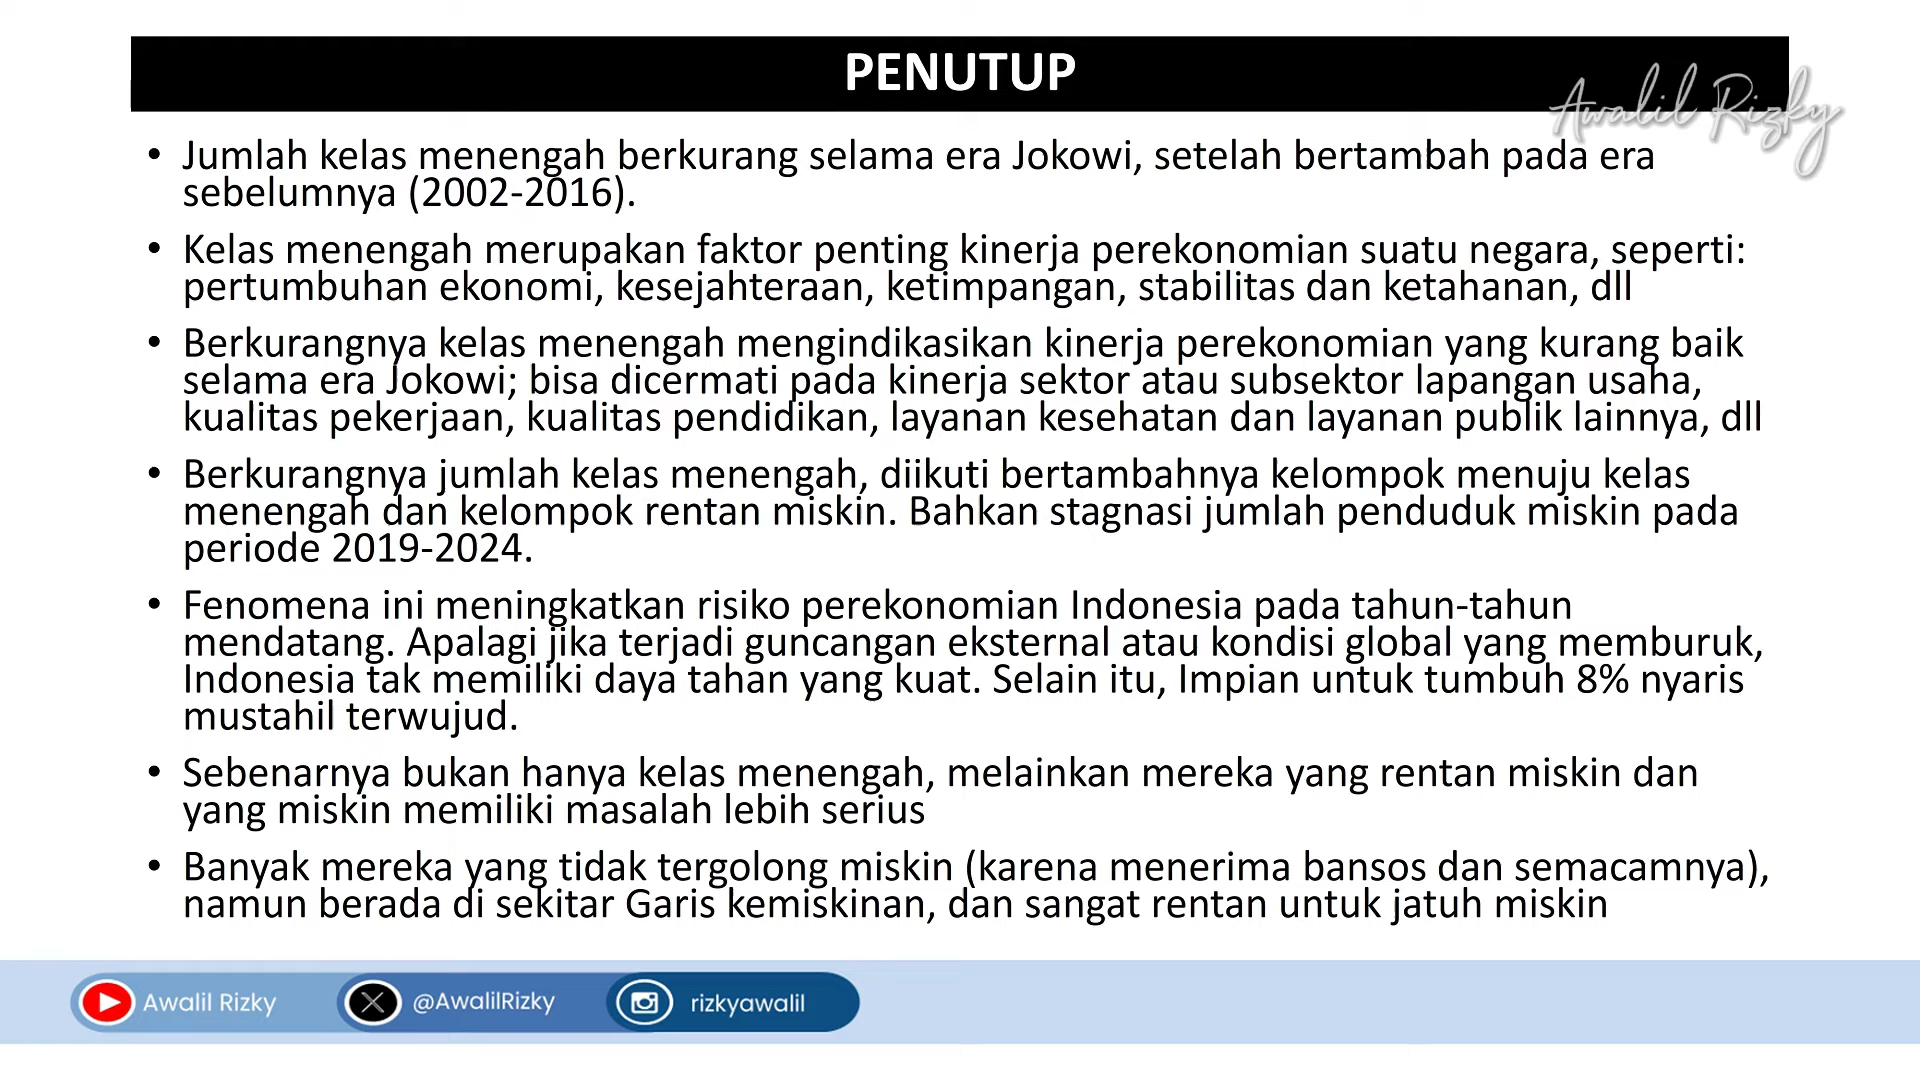 PENUTUP
Awalil Rizky
• Jumlah kelas menengah berkurang selama era Jokowi, setelah bertambah pada era
sebelumnya (2002-2016).
• Kelas menengah merupakan faktor penting kinerja perekonomian suatu negara, seperti:
pertumbuhan ekonomi, kesejahteraan, ketimpangan, stabilitas dan ketahanan, dll
• Berkurangnya kelas menengah mengindikasikan kinerja perekonomian yang kurang baik
selama era Jokowi; bisa dicermati pada kinerja sektor atau subsektor lapangan usaha,
kualitas pekerjaan, kualitas pendidikan, layanan kesehatan dan layanan publik lainnya, dll
• Berkurangnya jumlah kelas menengah, diikuti bertambahnya kelompok menuju kelas
menengah dan kelompok rentan miskin. Bahkan stagnasi jumlah penduduk miskin pada
periode 2019-2024.
• Fenomena ini meningkatkan risiko perekonomian Indonesia pada tahun-tahun
mendatang. Apalagi jika terjadi guncangan eksternal atau kondisi global yang memburuk,
Indonesia tak memiliki daya tahan yang kuat. Selain itu, Impian untuk tumbuh 8% nyaris
mustahil terwujud.
• Sebenarnya bukan hanya kelas menengah, melainkan mereka yang rentan miskin dan
yang miskin memiliki masalah lebih serius
• Banyak mereka yang tidak tergolong miskin (karena menerima bansos dan semacamnya),
namun berada di sekitar Garis kemiskinan, dan sangat rentan untuk jatuh miskin
Awalil Rizky
@AwalilRizky
rizkyawalil